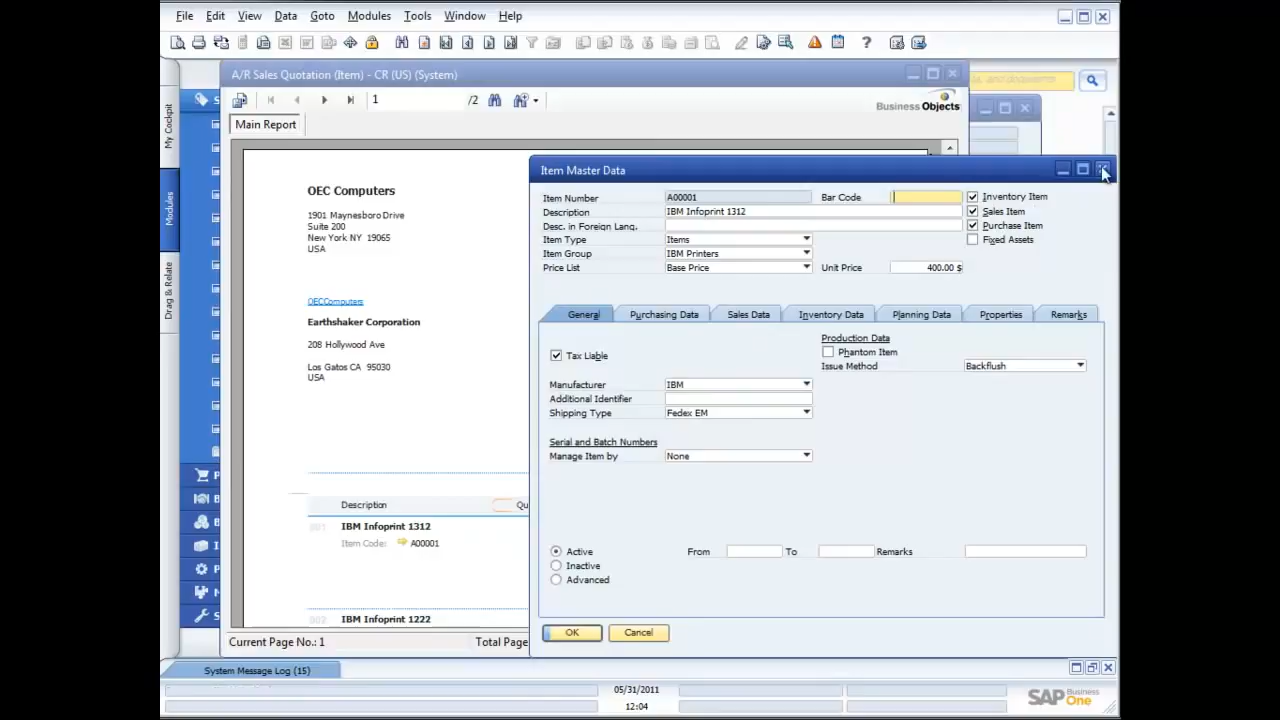 File Edit View Data Goto Modules Tools Window Help
A/R Sales Quotation (Item) - CR (US) (System)
and documents
1 /2
Business Objects
Main Report
My Cockpit
Modules
Drag & Relate
OEC Computers
1901 Maynesboro Drive
Suite 200
New York NY 19065
USA
OECComputers
Earthshaker Corporation
208 Hollywood Ave
Los Gatos CA 95030
USA
Description Qu
001 IBM Infoprint 1312
Item Code: A00001
002 IBM Infoprint 1222
Current Page No.: 1 Total Page
Item Master Data
Item Number A00001 Bar Code Inventory Item
Description IBM Infoprint 1312 Sales Item
Desc. in Foreign Lang. Purchase Item
Item Type Items Fixed Assets
Item Group IBM Printers
Price List Base Price Unit Price 400.00 $
General Purchasing Data Sales Data Inventory Data Planning Data Properties Remarks
Production Data
Tax Liable Phantom Item
Issue Method Backflush
Manufacturer IBM
Additional Identifier
Shipping Type Fedex EM
Serial and Batch Numbers
Manage Item by None
Active From To Remarks
Inactive
Advanced
OK Cancel
System Message Log (15)
05/31/2011
12:04
SAP Business One